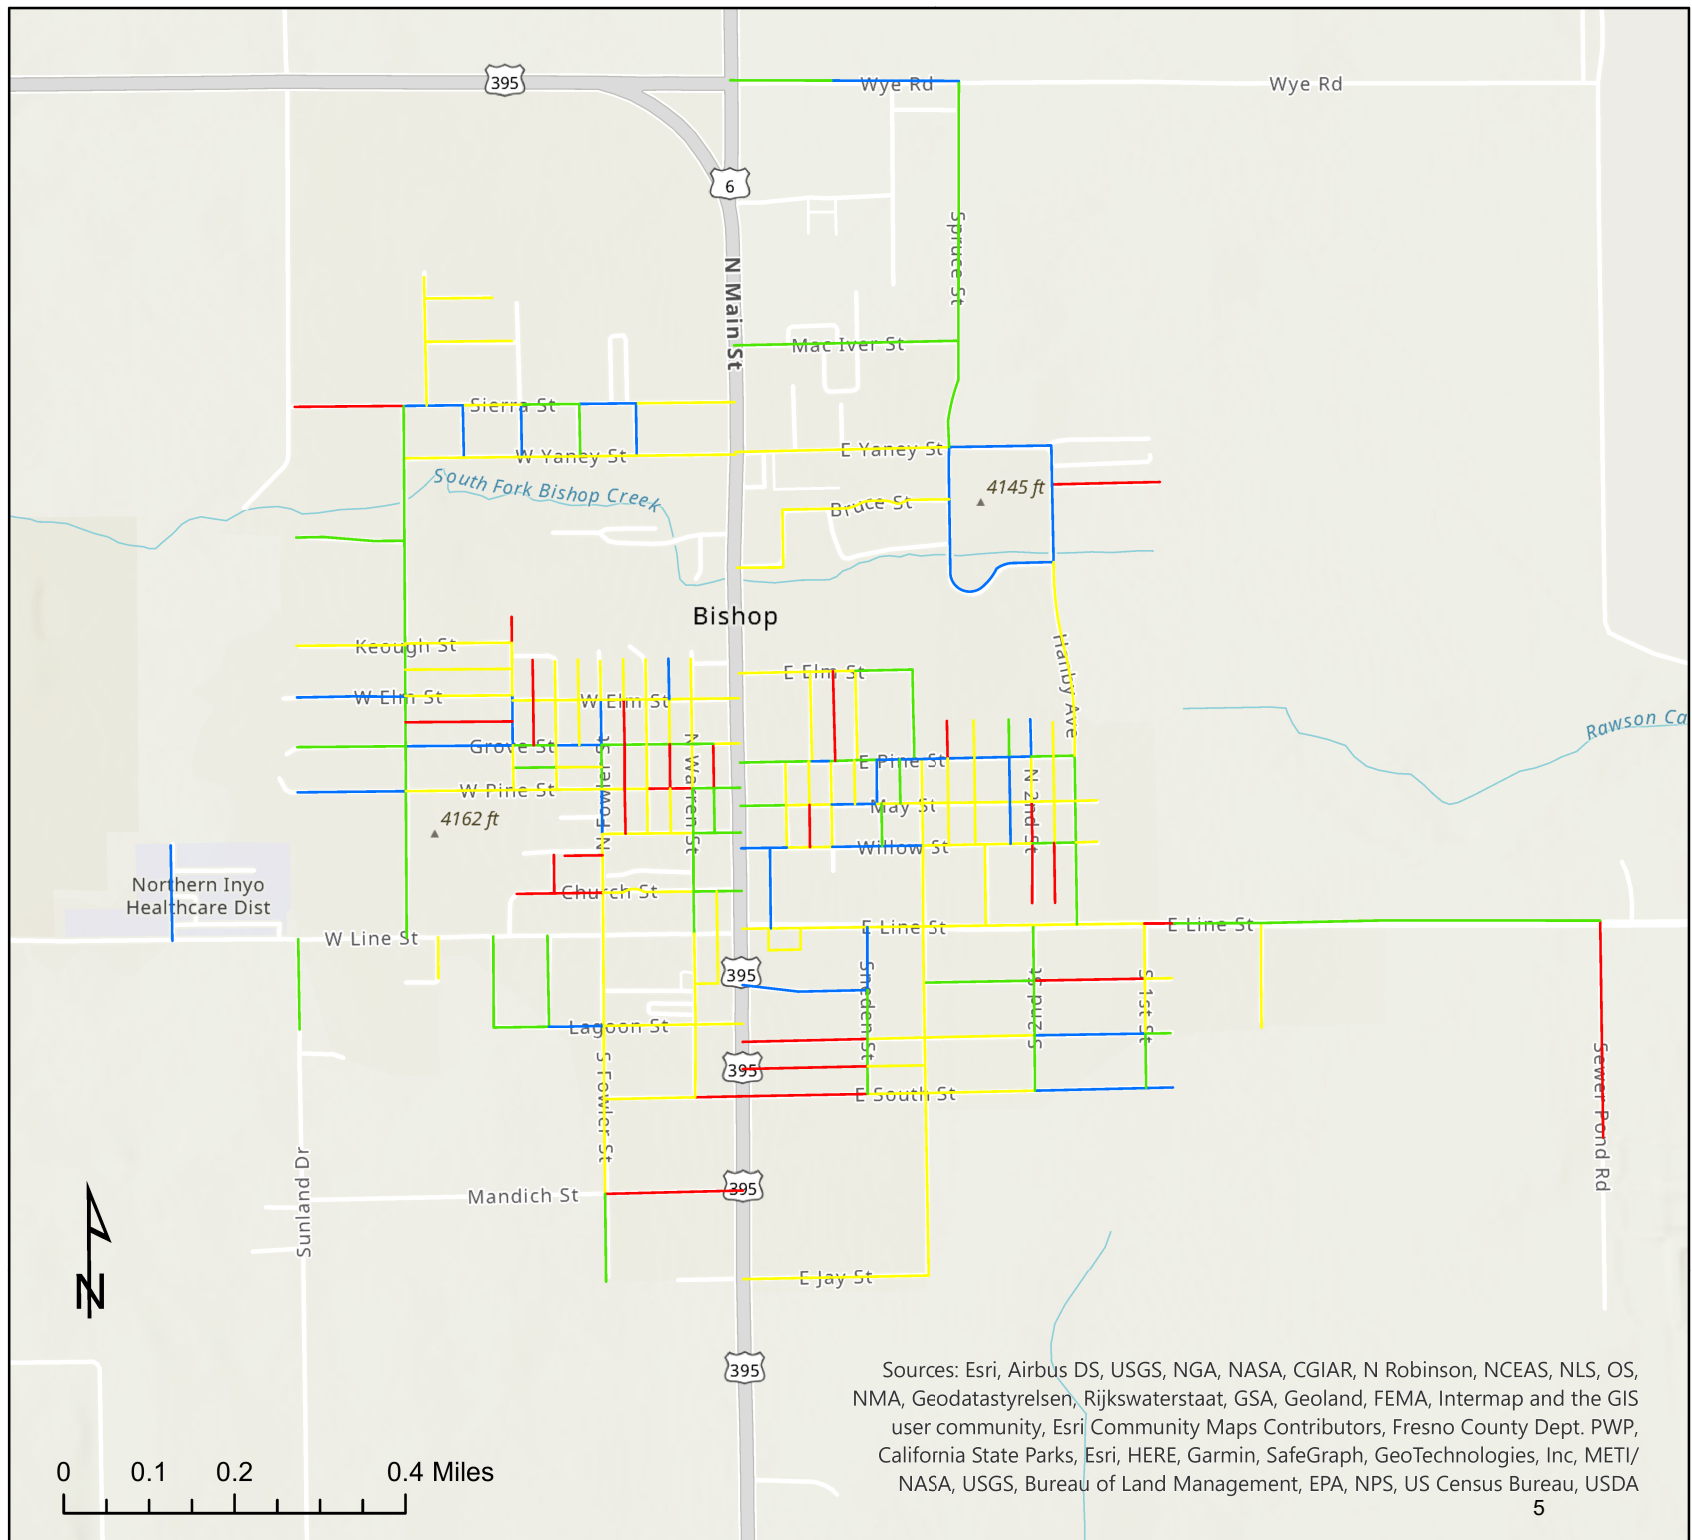 395
Wye Rd
Wye Rd
6
Spruce St
N Main St
Mac Iver St
Sierra St
E Yaney St
W Yaney St
South Fork Bishop Creek
4145 ft
Bruce St
Bishop
Keough St
Hanby Ave
E Elm St
W Elm St
W Elm St
Rawson Ca
Grove St
N Fowler St
N Warren St
E Pine St
N 2nd St
W Pine St
May St
4162 ft
Willow St
Northern Inyo
Healthcare Dist
Church St
W Line St
E Line St
E Line St
395
Sneden St
S 2nd St
S 1st St
Lagoon St
395
S Fowler St
E South St
Sewer Pond Rd
Sunland Dr
Mandich St
395
N
E Jay St
395
Sources: Esri, Airbus DS, USGS, NGA, NASA, CGIAR, N Robinson, NCEAS, NLS, OS,
NMA, Geodatastyrelsen, Rijkswaterstaat, GSA, Geoland, FEMA, Intermap and the GIS
user community, Esri Community Maps Contributors, Fresno County Dept. PWP,
California State Parks, Esri, HERE, Garmin, SafeGraph, GeoTechnologies, Inc, METI/
NASA, USGS, Bureau of Land Management, EPA, NPS, US Census Bureau, USDA
0 0.1 0.2 0.4 Miles
5